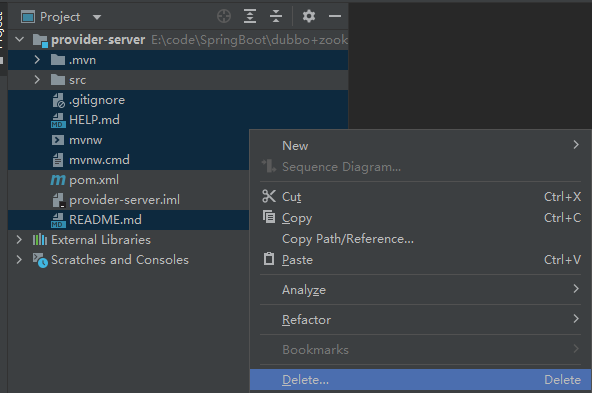 Project
Project
provider-server E:\code\SpringBoot\dubbo+zook
.mvn
src
.gitignore
HELP.md
mvnw
mvnw.cmd
pom.xml
provider-server.iml
README.md
External Libraries
Scratches and Consoles
New
Sequence Diagram...
Cut Ctrl+X
Copy Ctrl+C
Copy Path/Reference...
Paste Ctrl+V
Analyze
Refactor
Bookmarks
Delete... Delete